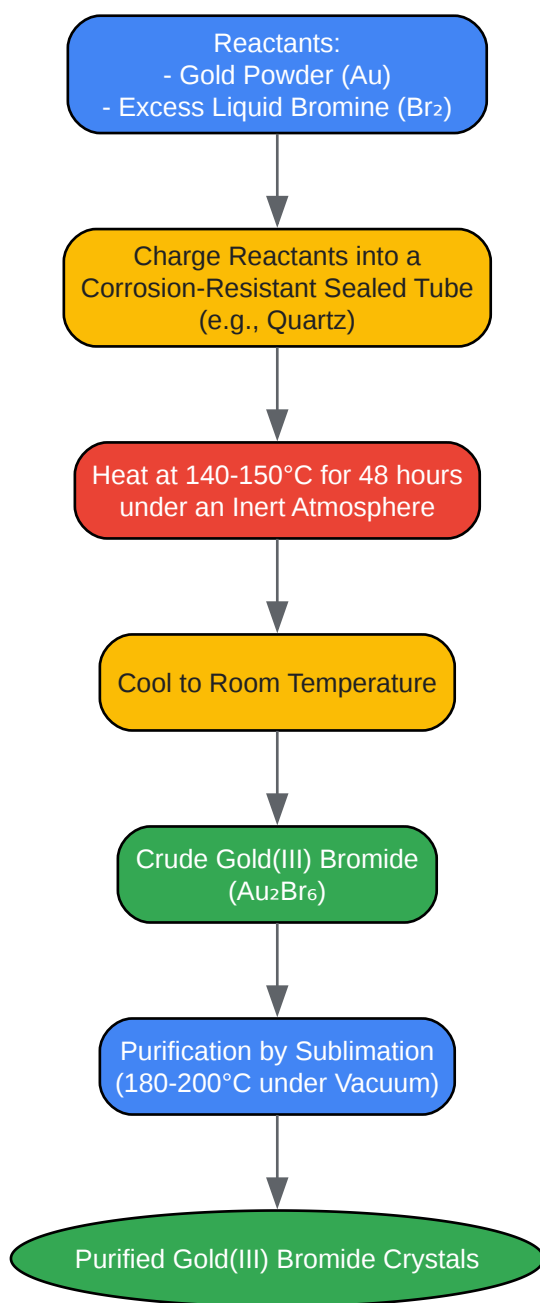 Reactants:
- Gold Powder (Au)
- Excess Liquid Bromine (Br₂)
Charge Reactants into a
Corrosion-Resistant Sealed Tube
(e.g., Quartz)
Heat at 140-150°C for 48 hours
under an Inert Atmosphere
Cool to Room Temperature
Crude Gold(III) Bromide
(Au₂Br₆)
Purification by Sublimation
(180-200°C under Vacuum)
Purified Gold(III) Bromide Crystals